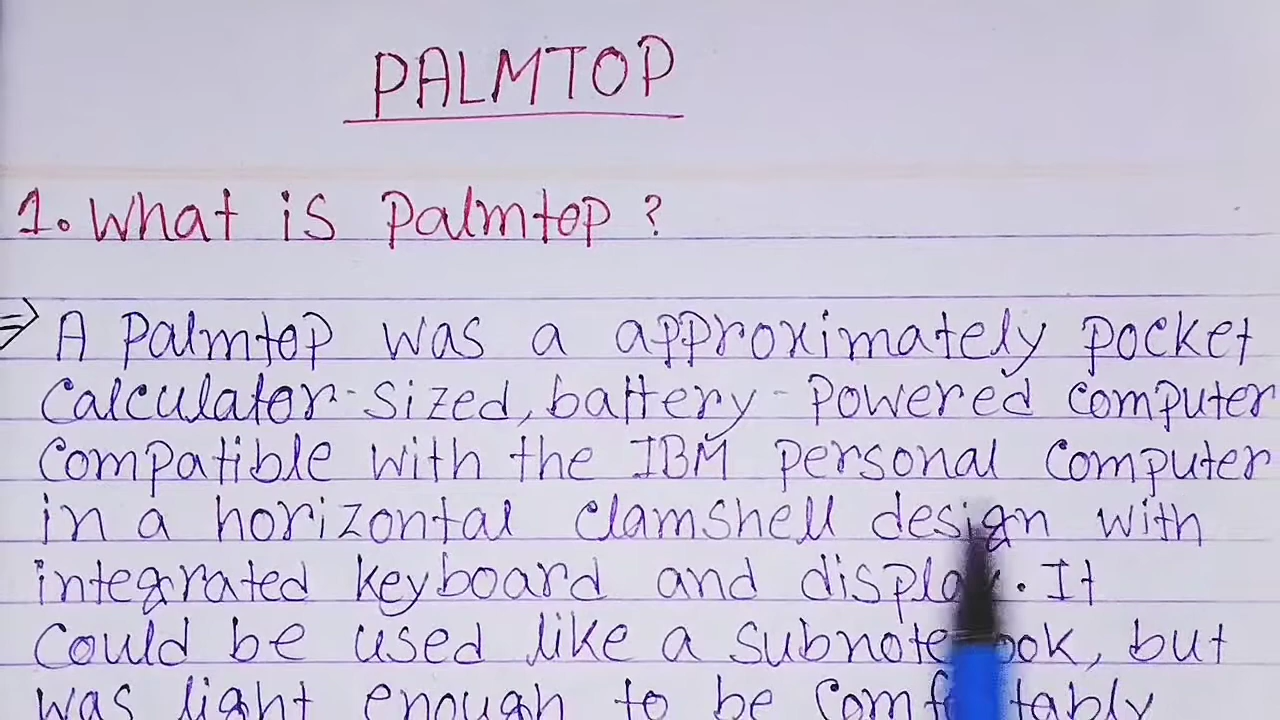 PALMTOP
1. What is Palmtop ?
⇒ A Palmtop was a approximately pocket
Calculator-sized, battery-Powered Computer
Compatible with the IBM Personal Computer
in a horizontal clamshell design with
integrated keyboard and display. It
Could be used like a subnotebook, but
was light enough to be Comfortably